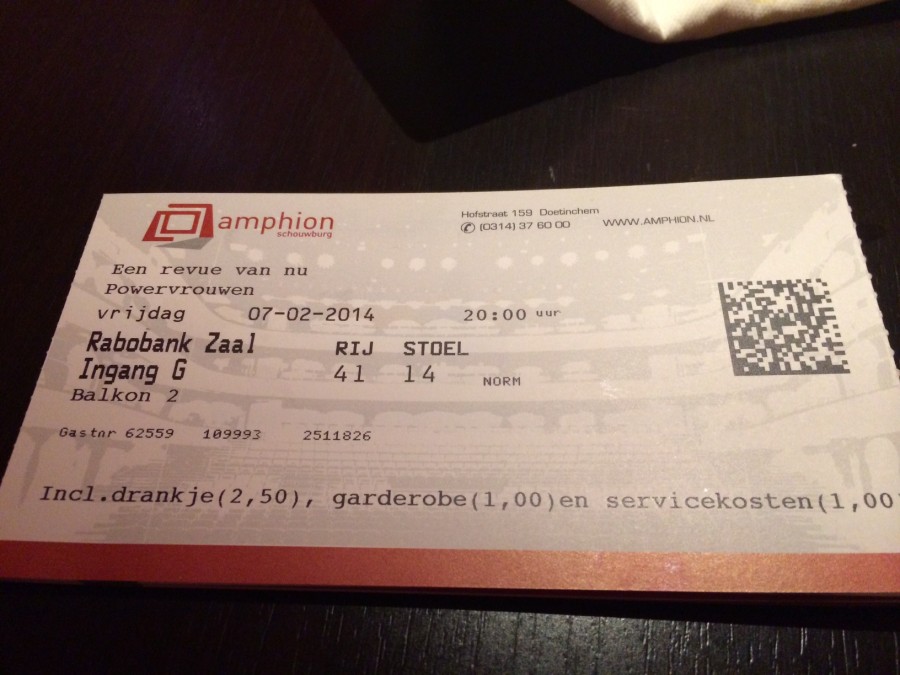 amphion
schouwburg
Hofstraat 159 Doetinchem
(0314) 37 60 00
WWW.AMPHION.NL
Een revue van nu
Powervrouwen
vrijdag 07-02-2014 20:00 uur
Rabobank Zaal RIJ STOEL
Ingang G 41 14 NORM
Balkon 2
Gastnr 62559 109993 2511826
Incl.drankje(2,50), garderobe(1,00)en servicekosten(1,00